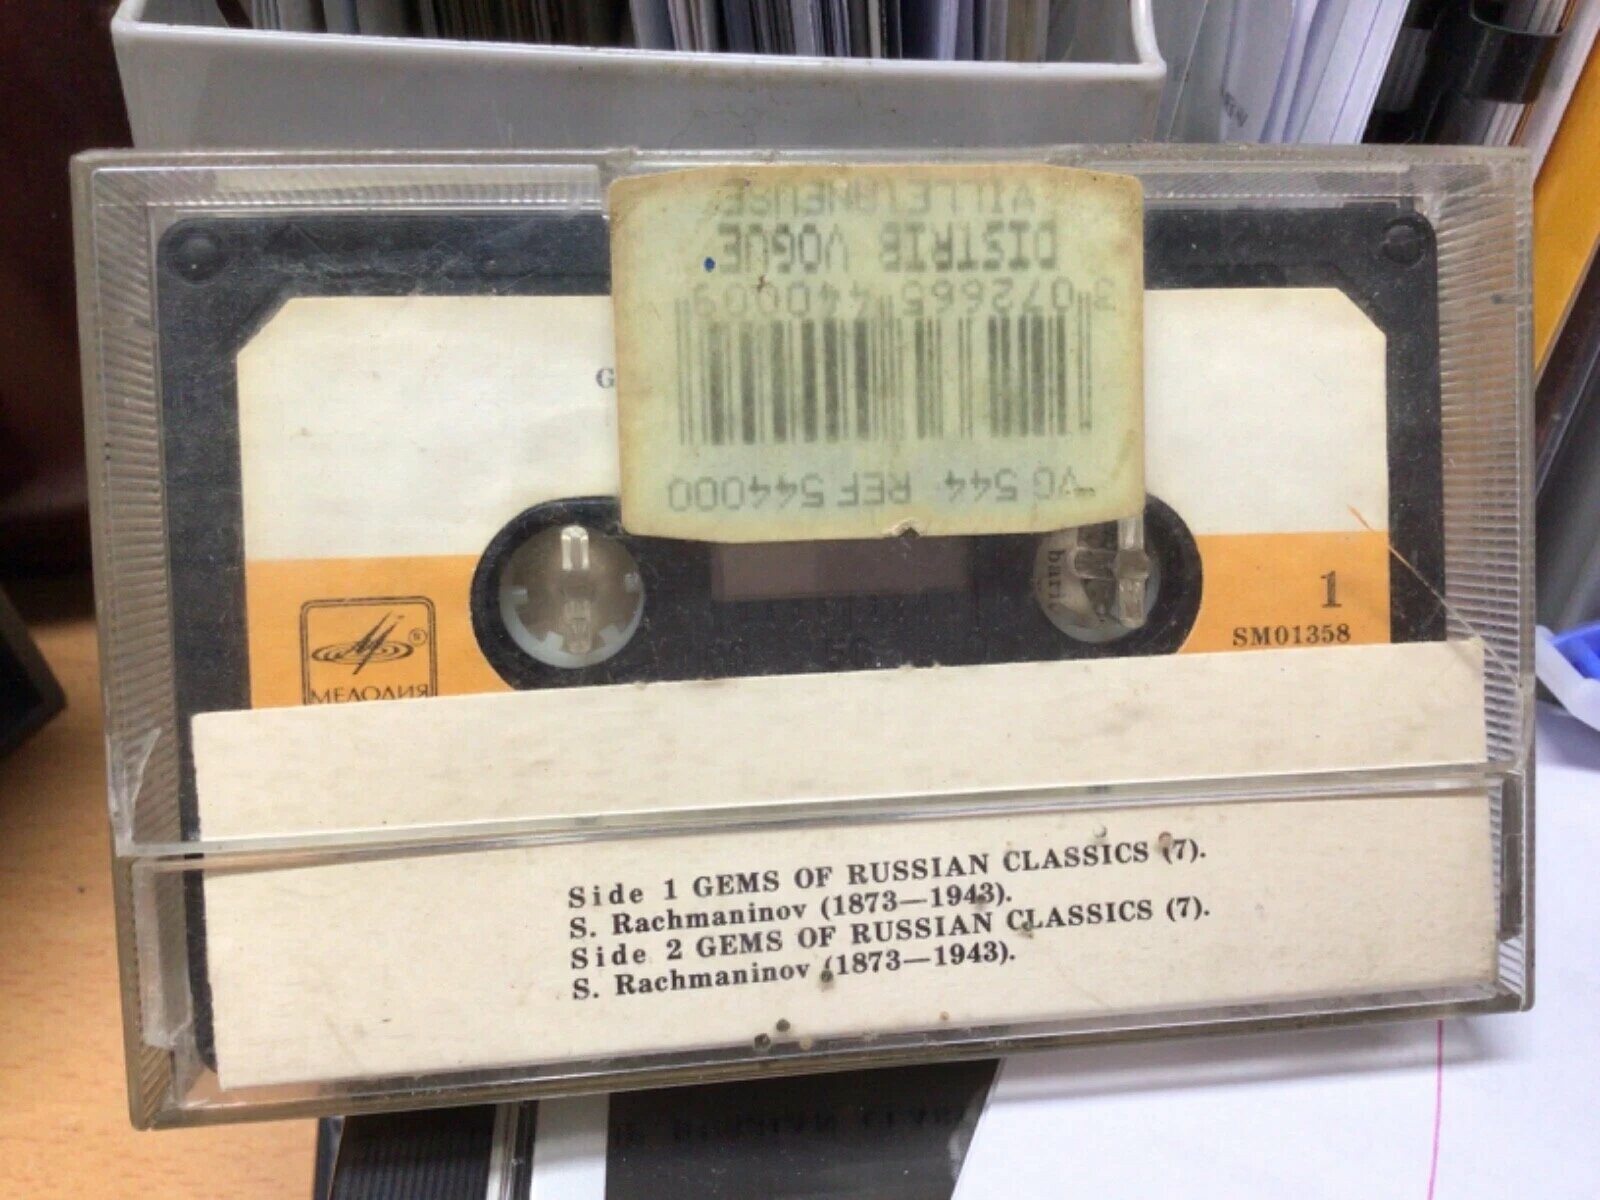 VILLETANEUSE
DISTRIB VOGUE
3 072665 440009
VG 544 REF 544000
G
1
SM01358
МЕЛОДИЯ
Side 1 GEMS OF RUSSIAN CLASSICS (7).
S. Rachmaninov (1873—1943).
Side 2 GEMS OF RUSSIAN CLASSICS (7).
S. Rachmaninov (1873—1943).